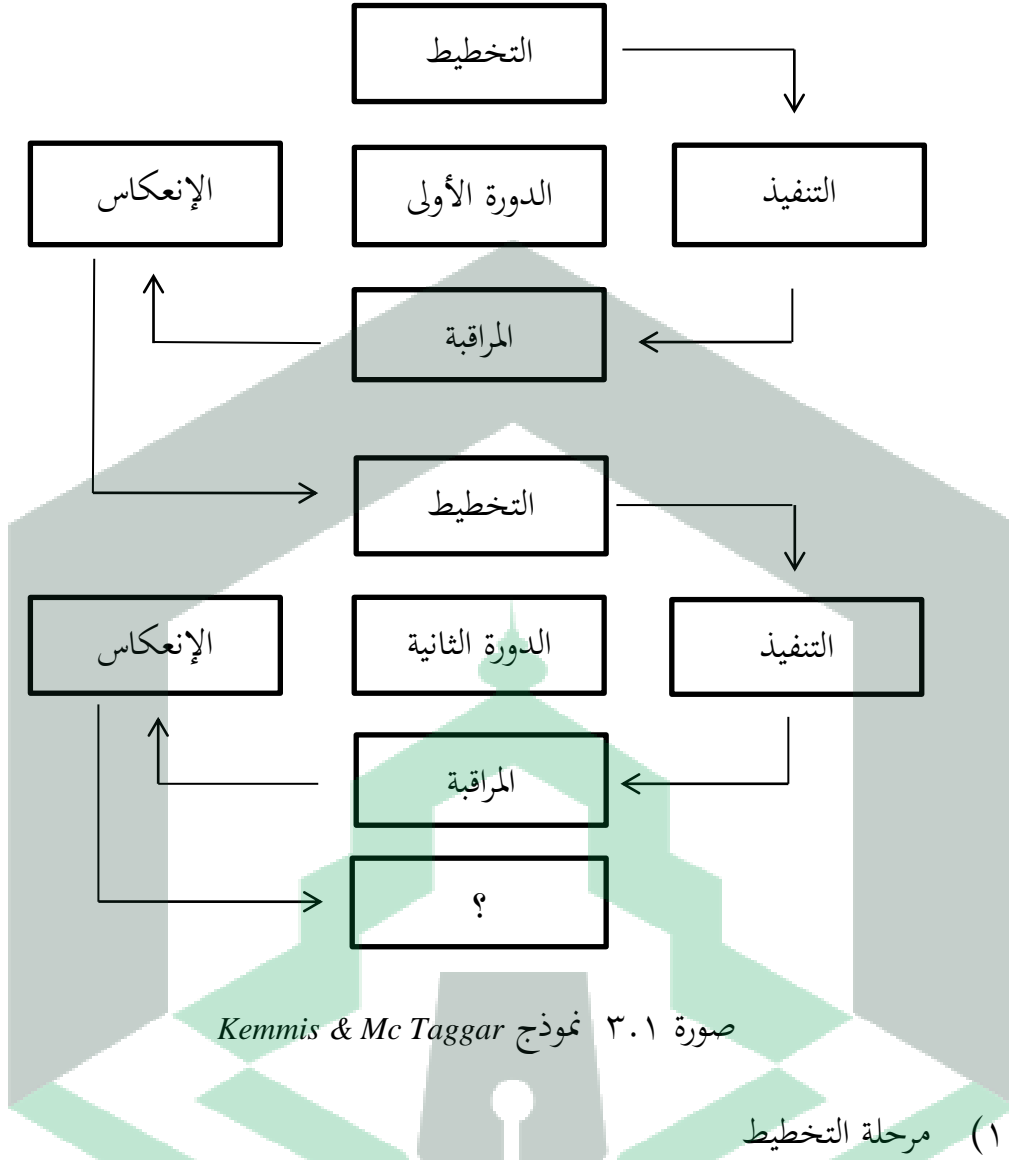 التخطيط
التنفيذ
الدورة الأولى
الإنعكاس
المراقبة
التخطيط
التنفيذ
الدورة الثانية
الإنعكاس
المراقبة
؟
صورة ٣.١ نموذج Kemmis & Mc Taggar
١) مرحلة التخطيط